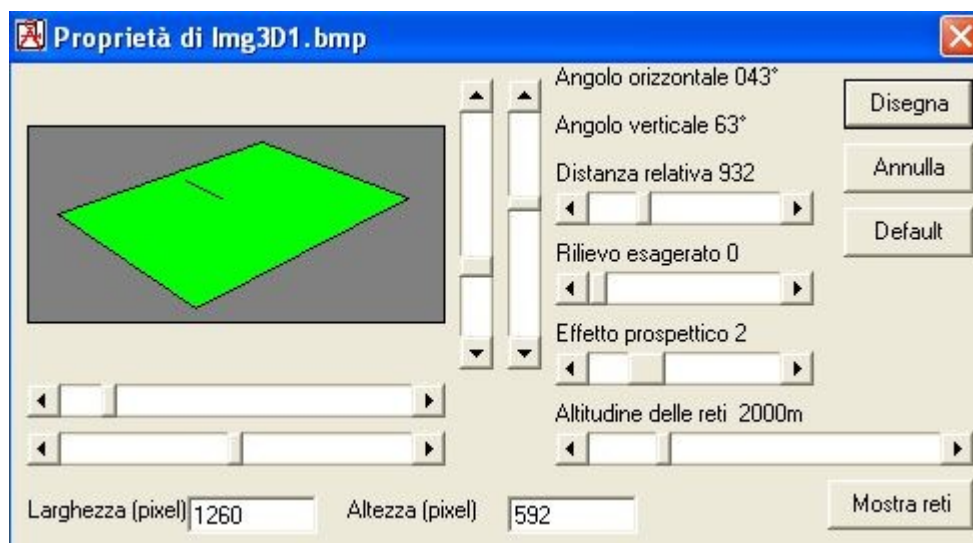 Proprietà di Img3D1.bmp
Angolo orizzontale 043°
Angolo verticale 63°
Distanza relativa 932
Rilievo esagerato 0
Effetto prospettico 2
Altitudine delle reti 2000m
Disegna
Annulla
Default
Larghezza (pixel) 1260
Altezza (pixel) 592
Mostra reti